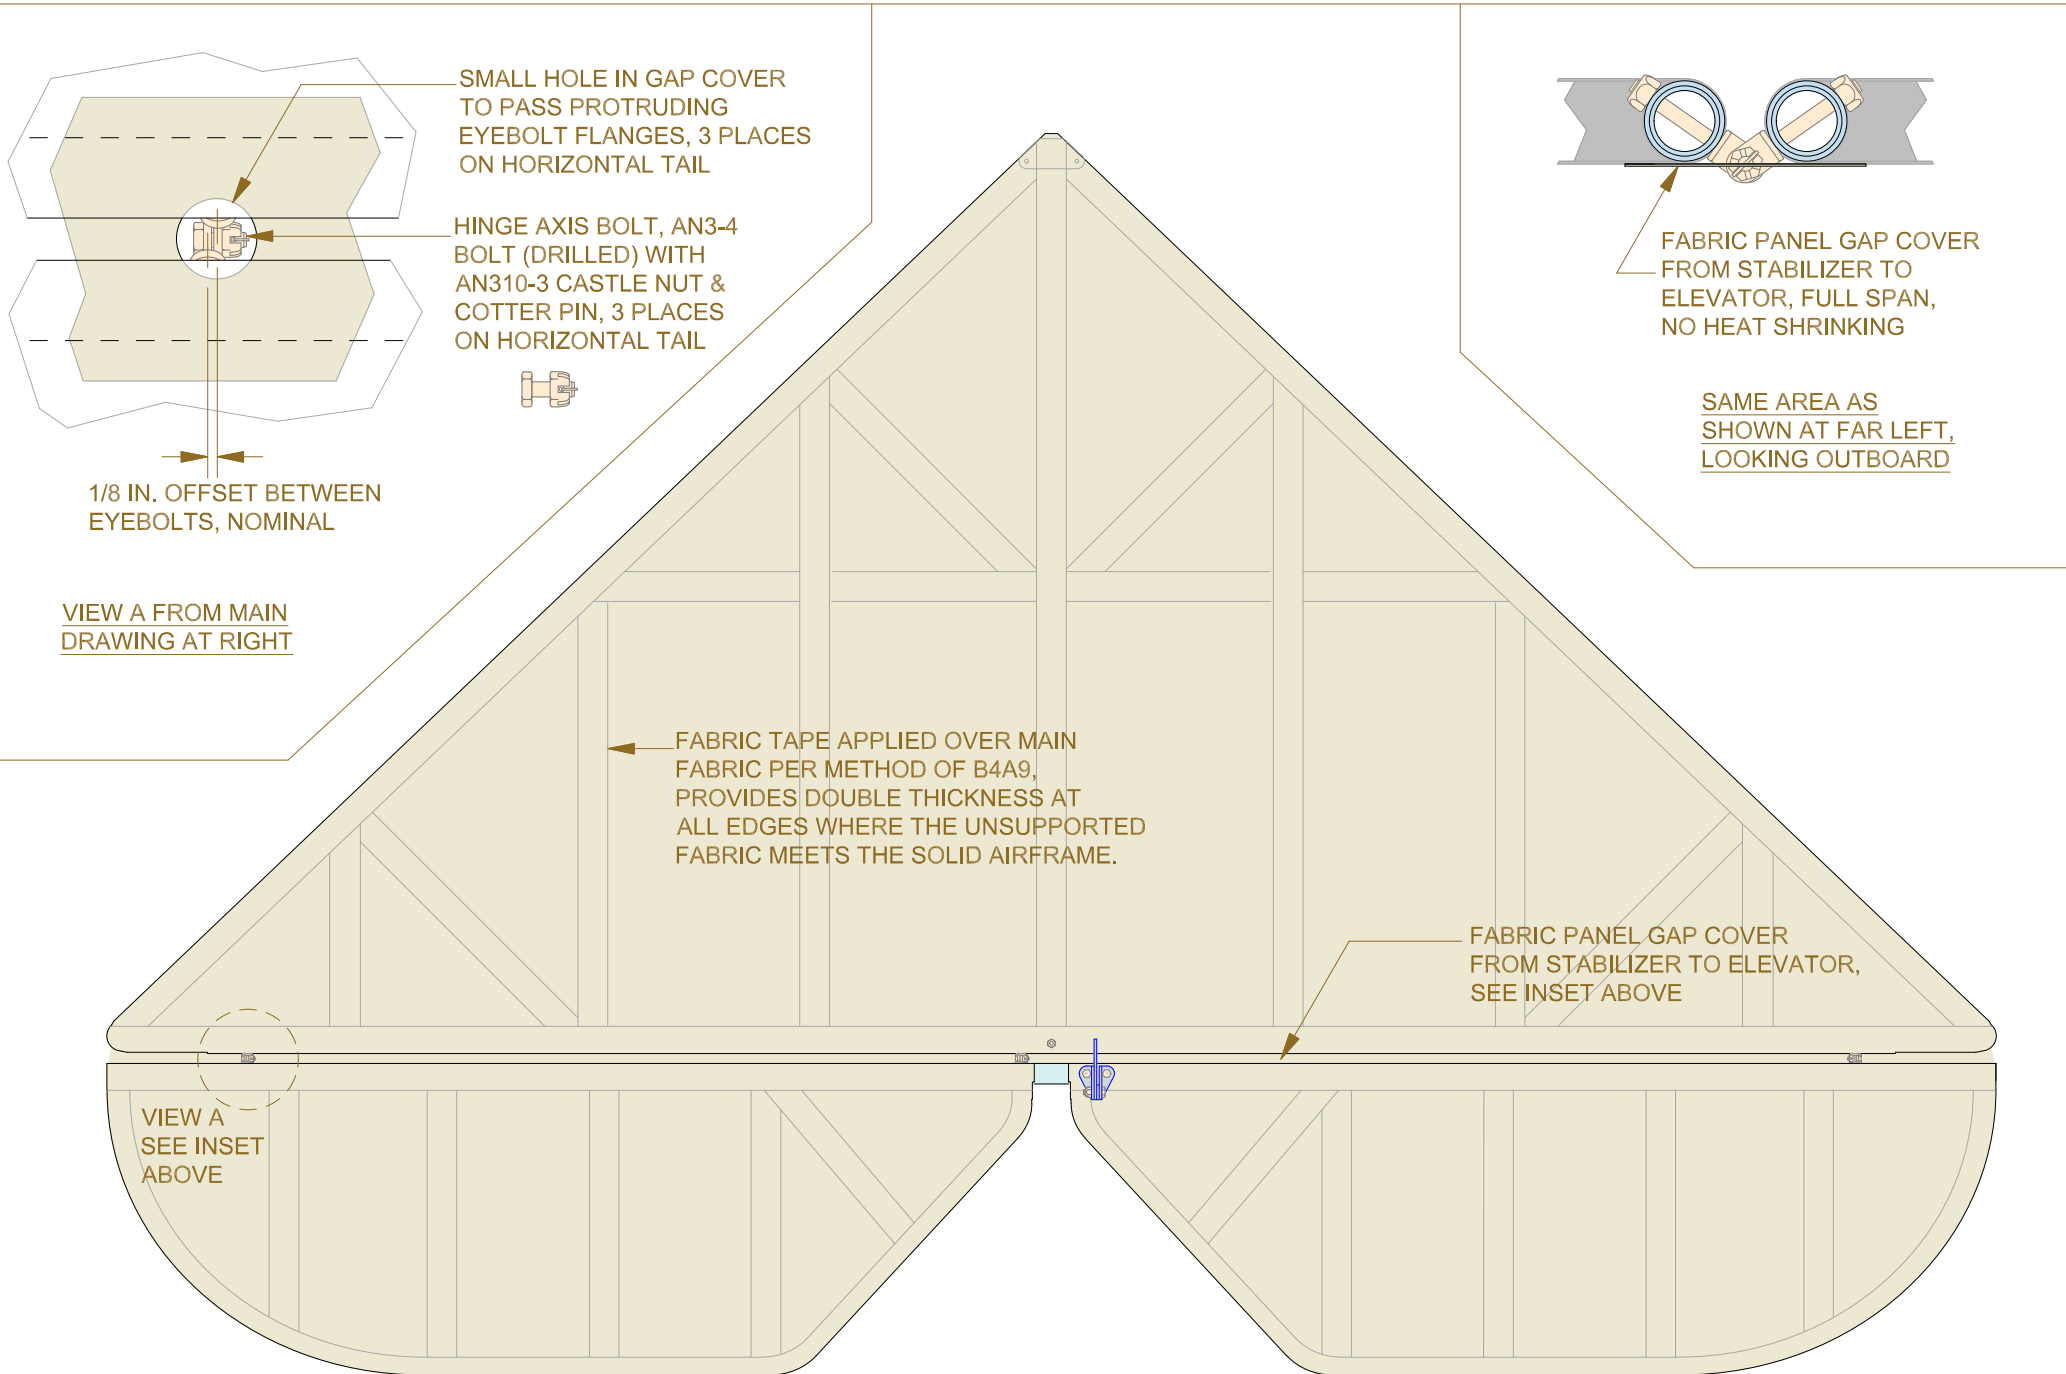 SMALL HOLE IN GAP COVER
TO PASS PROTRUDING
EYEBOLT FLANGES, 3 PLACES
ON HORIZONTAL TAIL
HINGE AXIS BOLT, AN3-4
BOLT (DRILLED) WITH
AN310-3 CASTLE NUT &
COTTER PIN, 3 PLACES
ON HORIZONTAL TAIL
1/8 IN. OFFSET BETWEEN
EYEBOLTS, NOMINAL
VIEW A FROM MAIN
DRAWING AT RIGHT
FABRIC PANEL GAP COVER
FROM STABILIZER TO
ELEVATOR, FULL SPAN,
NO HEAT SHRINKING
SAME AREA AS
SHOWN AT FAR LEFT,
LOOKING OUTBOARD
FABRIC TAPE APPLIED OVER MAIN
FABRIC PER METHOD OF B4A9,
PROVIDES DOUBLE THICKNESS AT
ALL EDGES WHERE THE UNSUPPORTED
FABRIC MEETS THE SOLID AIRFRAME.
FABRIC PANEL GAP COVER
FROM STABILIZER TO ELEVATOR,
SEE INSET ABOVE
VIEW A
SEE INSET
ABOVE